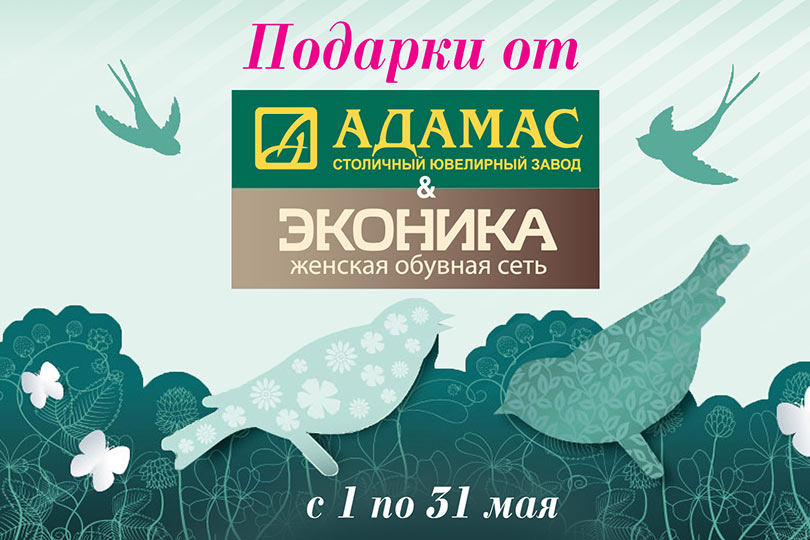 Подарки от
АДАМАС
СТОЛИЧНЫЙ ЮВЕЛИРНЫЙ ЗАВОД
&
ЭКОНИКА
женская обувная сеть
с 1 по 31 мая